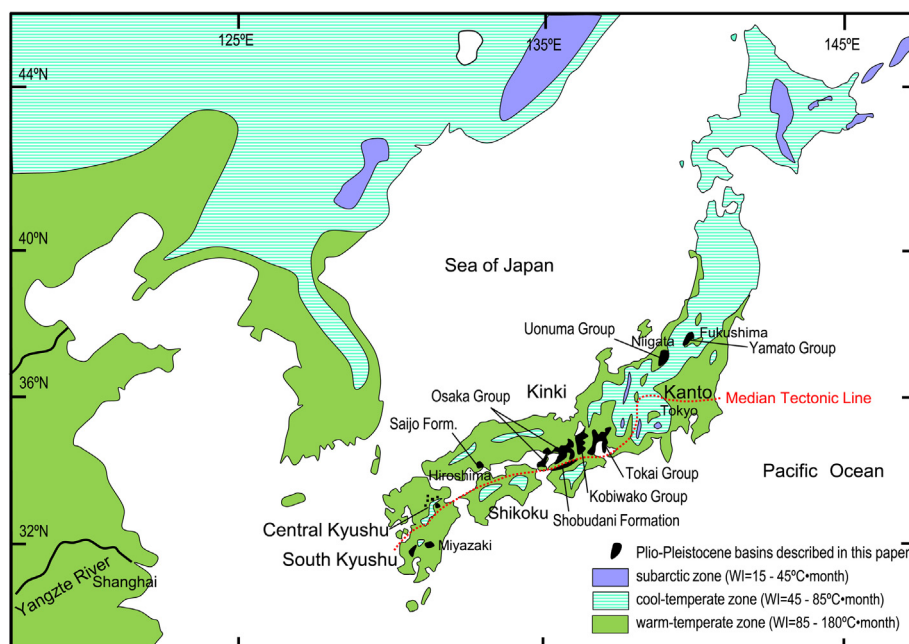 125ºE
135ºE
145ºE
44ºN
40ºN
Sea of Japan
Uonuma Group
Niigata
Fukushima
Yamato Group
36ºN
Kinki
Kanto
Osaka Group
Median Tectonic Line
Tokyo
Saijo Form.
Hiroshima
Tokai Group
Pacific Ocean
Kobiwako Group
Shikoku
Shobudani Formation
Central Kyushu
32ºN
South Kyushu
Miyazaki
Yangzte River
Shanghai
Plio-Pleistocene basins described in this paper
subarctic zone (WI=15 - 45ºC•month)
cool-temperate zone (WI=45 - 85ºC•month)
warm-temperate zone (WI=85 - 180ºC•month)
125ºE
135ºE
145ºE